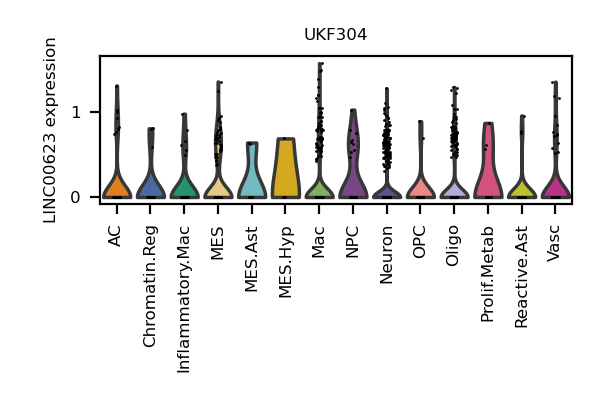 UKF304
LINC00623 expression
1
0
AC
Chromatin.Reg
Inflammatory.Mac
MES
MES.Ast
MES.Hyp
Mac
NPC
Neuron
OPC
Oligo
Prolif.Metab
Reactive.Ast
Vasc